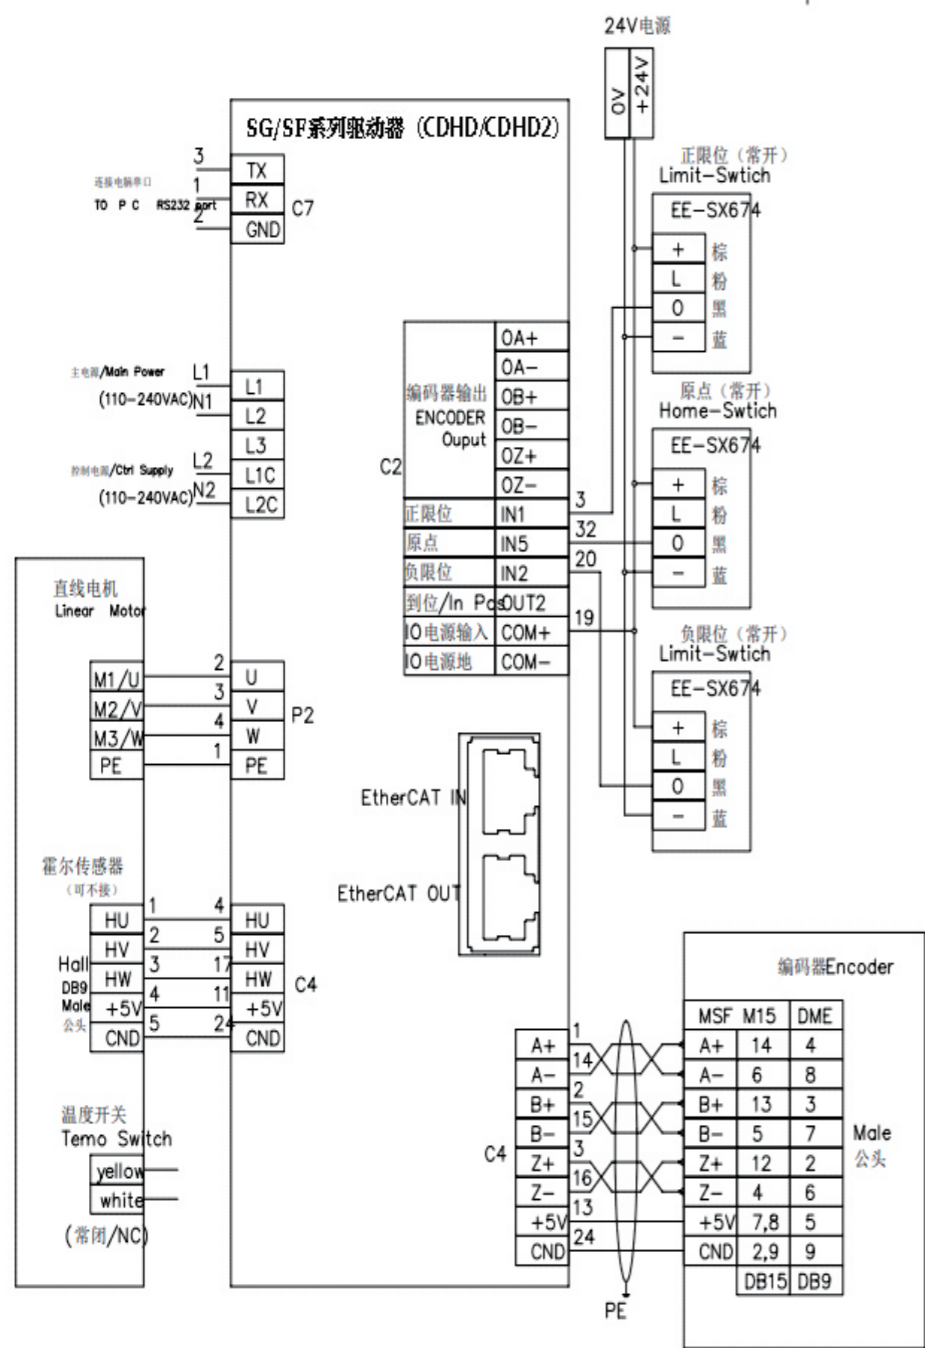 24V电源
0V
+24V
SG/SF系列驱动器 (CDHD/CDHD2)
3
TX
连接电脑串口
1
RX
C7
TO P C RS232 port
2
GND
正限位（常开）
Limit-Swtich
EE-SX674
+ 棕
L 粉
O 黑
- 蓝
主电源/Main Power
L1
L1
(110-240VAC)
N1
L2
L3
控制电源/Ctrl Supply
L2
L1C
(110-240VAC)
N2
L2C
编码器输出
ENCODER
Ouput
C2
OA+
OA-
OB+
OB-
OZ+
OZ-
正限位 IN1 3
原点 IN5 32
负限位 IN2 20
到位/In Pos OUT2
IO电源输入 COM+ 19
IO电源地 COM-
原点（常开）
Home-Swtich
EE-SX674
+ 棕
L 粉
O 黑
- 蓝
负限位（常开）
Limit-Swtich
EE-SX674
+ 棕
L 粉
O 黑
- 蓝
直线电机
Linear Motor
M1/U 2 U
M2/V 3 V
M3/W 4 W
PE 1 PE
P2
EtherCAT IN
EtherCAT OUT
霍尔传感器
（可不接）
Hall
DB9
Male
公头
HU 1 4 HU
HV 2 5 HV
HW 3 17 HW
+5V 4 11 +5V
CND 5 24 CND
C4
温度开关
Temo Switch
yellow
white
(常闭/NC)
C4
A+ 1
A- 14
B+ 2
B- 15
Z+ 3
Z- 16
+5V 13
CND 24
PE
编码器Encoder
MSF M15 DME
A+ 14 4
A- 6 8
B+ 13 3
B- 5 7
Z+ 12 2
Z- 4 6
+5V 7,8 5
CND 2,9 9
DB15 DB9
Male
公头